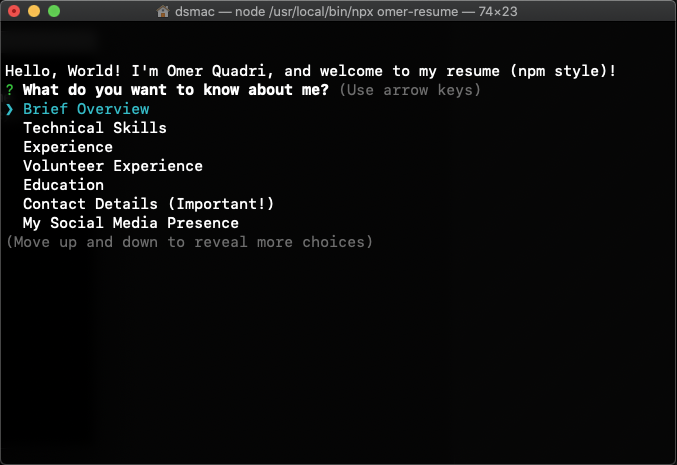 dsmac — node /usr/local/bin/npx omer-resume — 74×23
Hello, World! I'm Omer Quadri, and welcome to my resume (npm style)!
? What do you want to know about me? (Use arrow keys)
❯ Brief Overview
Technical Skills
Experience
Volunteer Experience
Education
Contact Details (Important!)
My Social Media Presence
(Move up and down to reveal more choices)